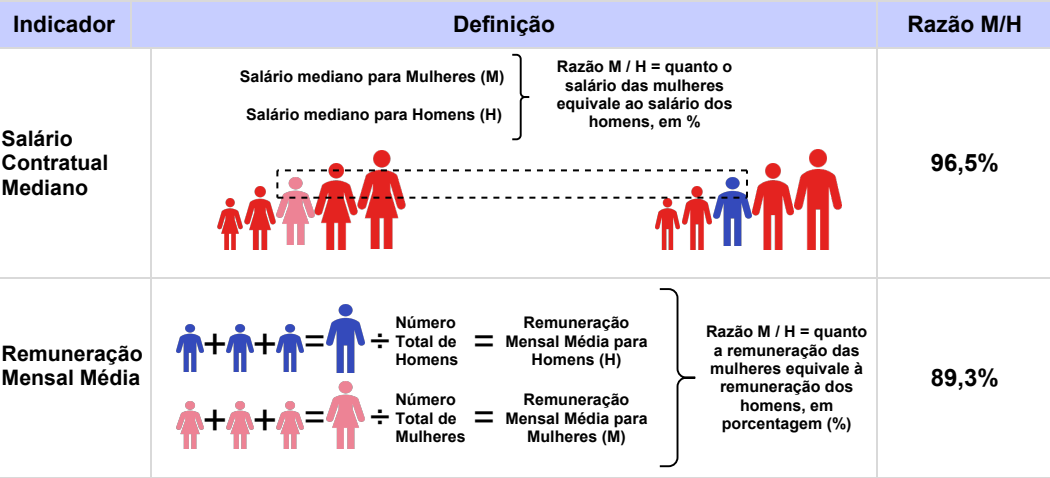 Indicador
Definição
Razão M/H
Salário
Contratual
Mediano
Salário mediano para Mulheres (M)
Salário mediano para Homens (H)
Razão M / H = quanto o
salário das mulheres
equivale ao salário dos
homens, em %
96,5%
Remuneração
Mensal Média
+ + = ÷
Número
Total de
Homens
=
Remuneração
Mensal Média para
Homens (H)
+ + = ÷
Número
Total de
Mulheres
=
Remuneração
Mensal Média para
Mulheres (M)
Razão M / H = quanto
a remuneração das
mulheres equivale à
remuneração dos
homens, em
porcentagem (%)
89,3%